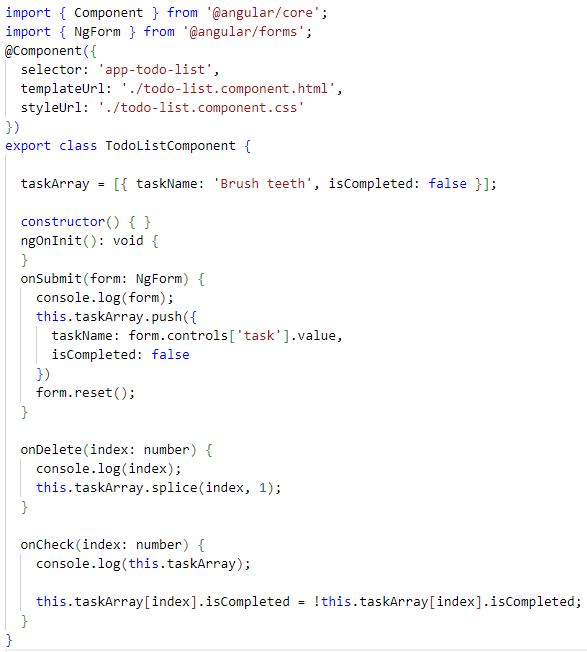 import { Component } from '@angular/core';
import { NgForm } from '@angular/forms';
@Component({
  selector: 'app-todo-list',
  templateUrl: './todo-list.component.html',
  styleUrl: './todo-list.component.css'
})
export class TodoListComponent {

  taskArray = [{ taskName: 'Brush teeth', isCompleted: false }];

  constructor() { }
  ngOnInit(): void {
  }
  onSubmit(form: NgForm) {
    console.log(form);
    this.taskArray.push({
      taskName: form.controls['task'].value,
      isCompleted: false
    })
    form.reset();
  }

  onDelete(index: number) {
    console.log(index);
    this.taskArray.splice(index, 1);
  }

  onCheck(index: number) {
    console.log(this.taskArray);

    this.taskArray[index].isCompleted = !this.taskArray[index].isCompleted;
  }
}